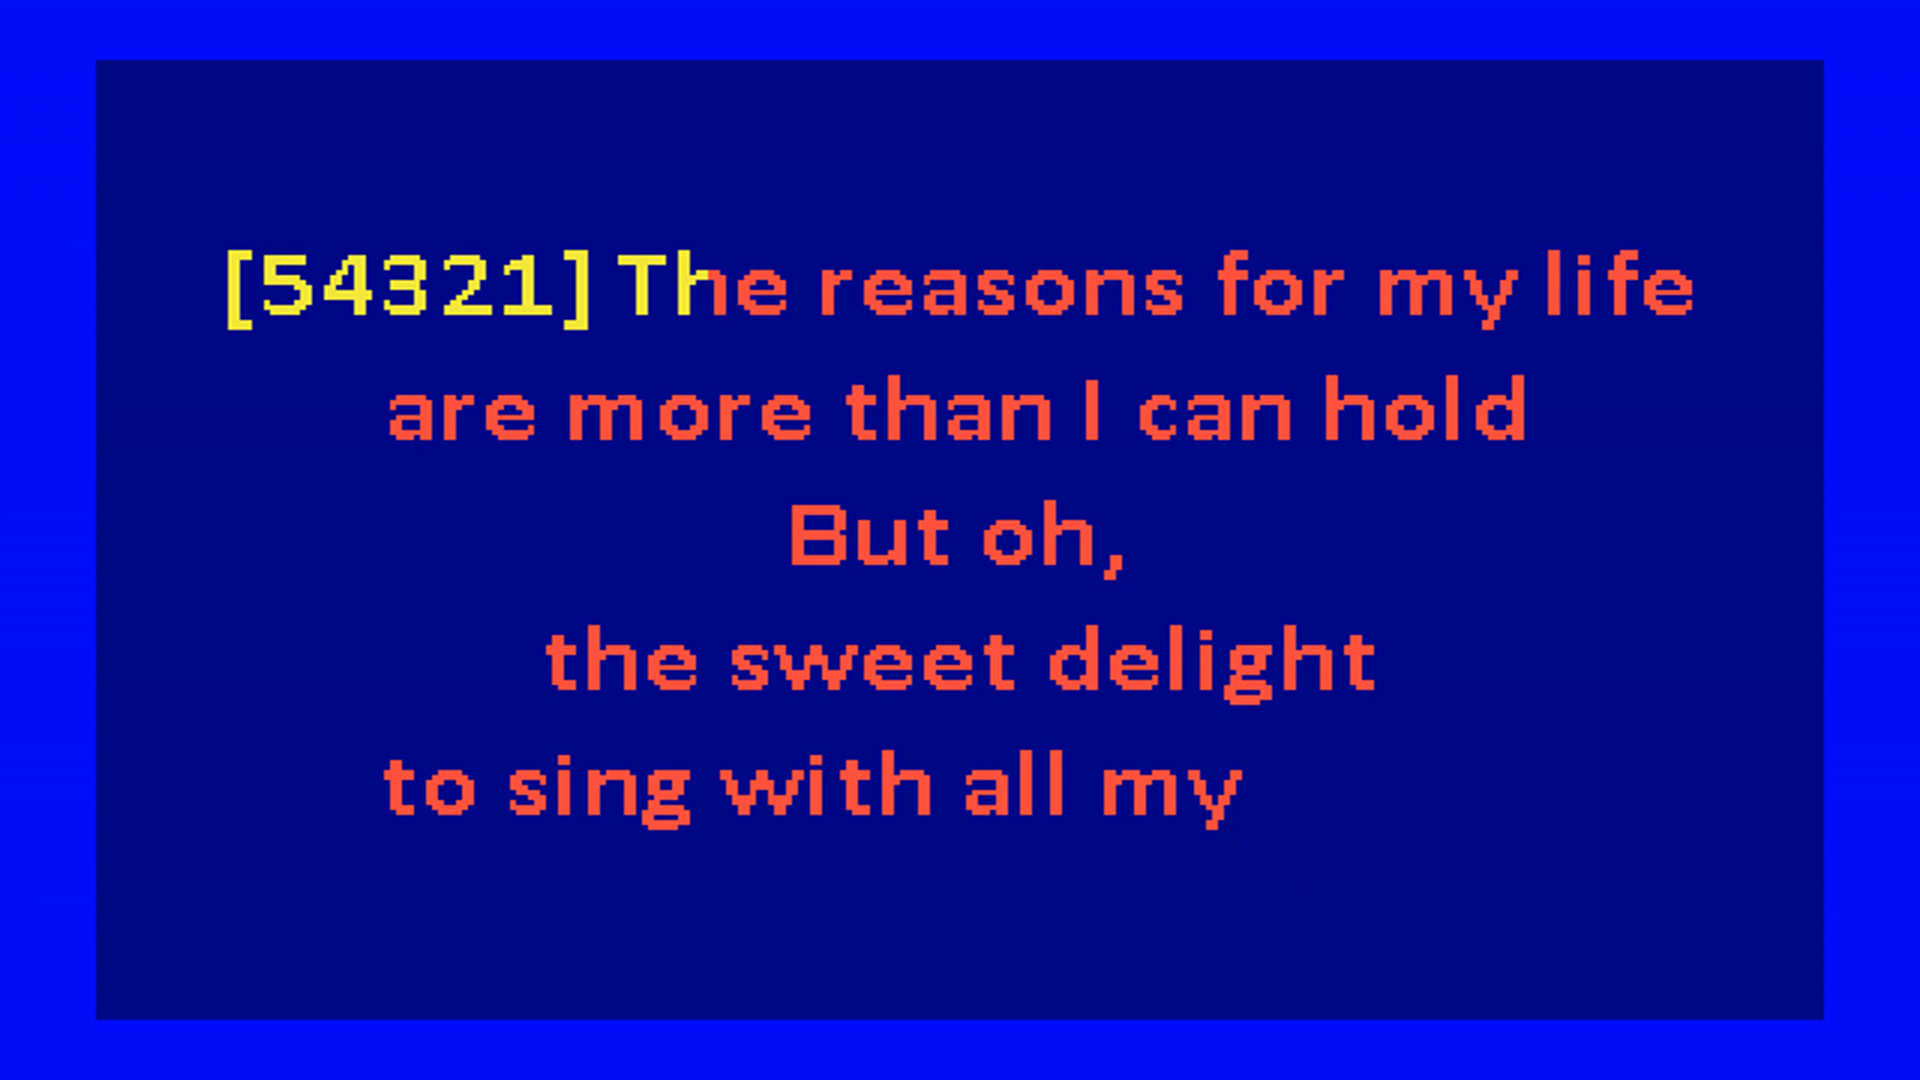 [54321] The reasons for my life
are more than I can hold
But oh,
the sweet delight
to sing with all my